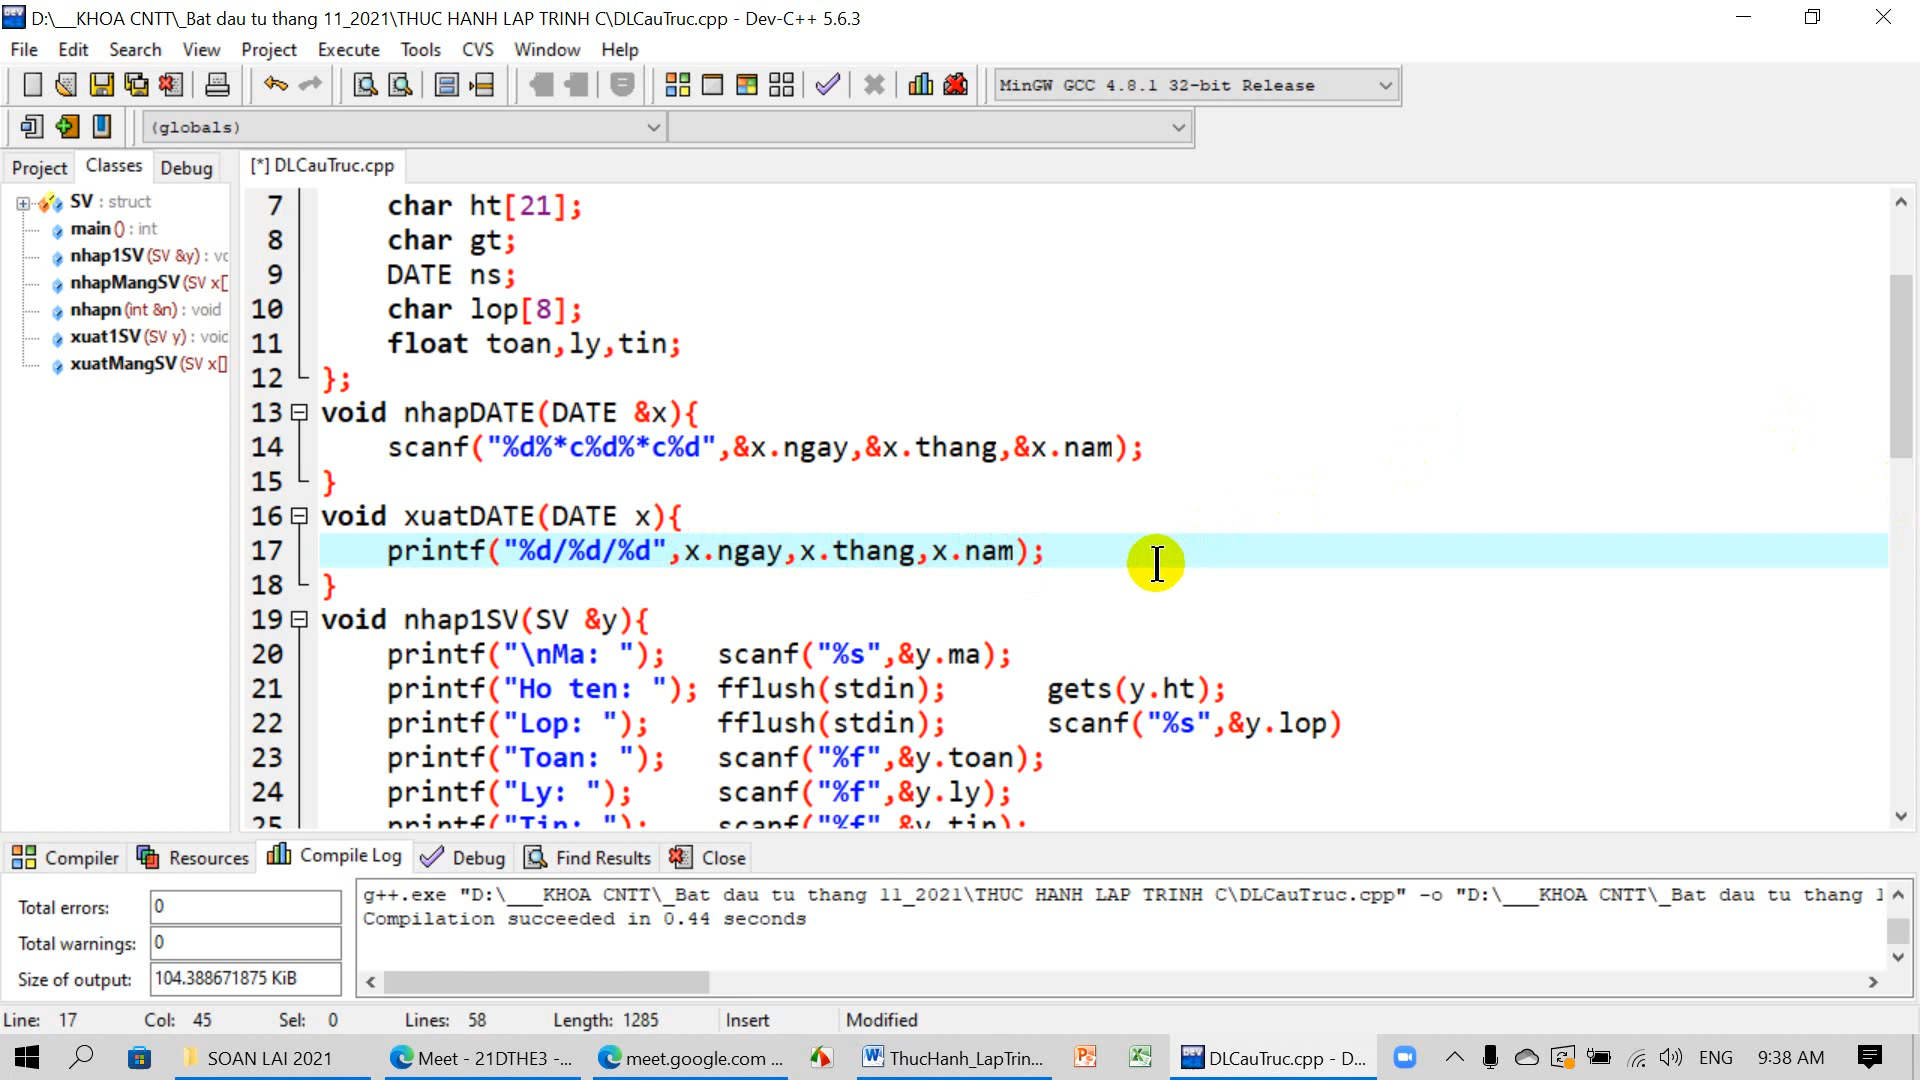 D:\___KHOA CNTT\_Bat dau tu thang 11_2021\THUC HANH LAP TRINH C\DLCauTruc.cpp - Dev-C++ 5.6.3
File Edit Search View Project Execute Tools CVS Window Help
MinGW GCC 4.8.1 32-bit Release
(globals)
Project Classes Debug
[*] DLCauTruc.cpp
SV : struct
main () : int
nhap1SV (SV &y) : vc
nhapMangSV (SV x[
nhapn (int &n) : void
xuat1SV (SV y) : voic
xuatMangSV (SV x[]
7 char ht[21];
8 char gt;
9 DATE ns;
10 char lop[8];
11 float toan,ly,tin;
12 };
13 void nhapDATE(DATE &x){
14 scanf("%d%*c%d%*c%d",&x.ngay,&x.thang,&x.nam);
15 }
16 void xuatDATE(DATE x){
17 printf("%d/%d/%d",x.ngay,x.thang,x.nam);
18 }
19 void nhap1SV(SV &y){
20 printf("\nMa: "); scanf("%s",&y.ma);
21 printf("Ho ten: "); fflush(stdin); gets(y.ht);
22 printf("Lop: "); fflush(stdin); scanf("%s",&y.lop)
23 printf("Toan: "); scanf("%f",&y.toan);
24 printf("Ly: "); scanf("%f",&y.ly);
25 printf("Tin: "); scanf("%f",&y.tin);
Compiler Resources Compile Log Debug Find Results Close
Total errors: 0
Total warnings: 0
Size of output: 104.388671875 KiB
g++.exe "D:\___KHOA CNTT\_Bat dau tu thang 11_2021\THUC HANH LAP TRINH C\DLCauTruc.cpp" -o "D:\___KHOA CNTT\_Bat dau tu thang 1
Compilation succeeded in 0.44 seconds
Line: 17 Col: 45 Sel: 0 Lines: 58 Length: 1285 Insert Modified
SOAN LAI 2021 Meet - 21DTHE3 -... meet.google.com ... ThucHanh_LapTrin... DLCauTruc.cpp - D... ENG 9:38 AM